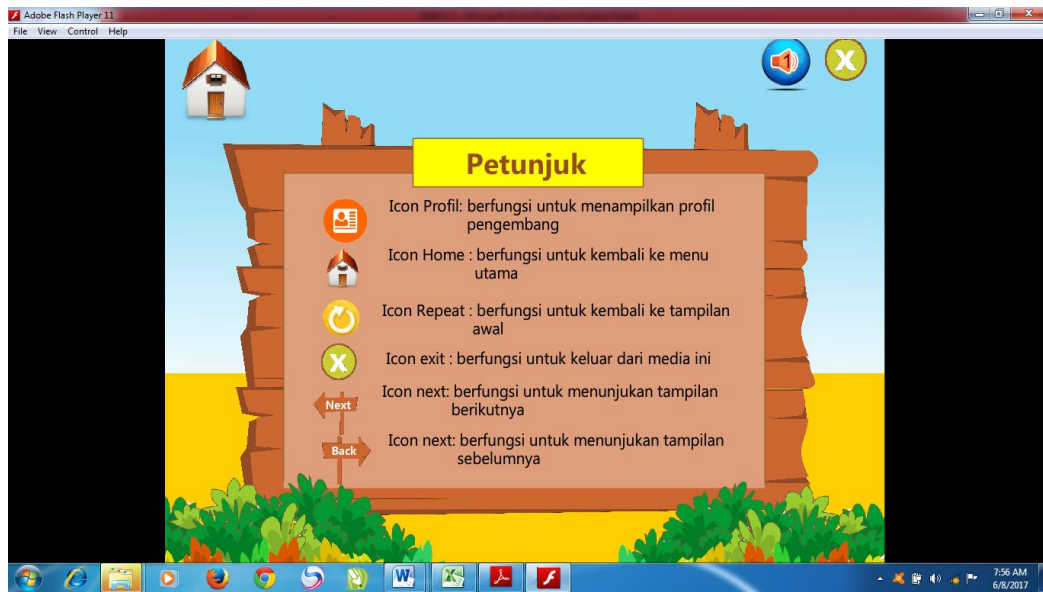 Adobe Flash Player 11
File View Control Help
Petunjuk
Icon Profil: berfungsi untuk menampilkan profil
pengembang
Icon Home : berfungsi untuk kembali ke menu
utama
Icon Repeat : berfungsi untuk kembali ke tampilan
awal
X
Icon exit : berfungsi untuk keluar dari media ini
Next
Icon next: berfungsi untuk menunjukan tampilan
berikutnya
Back
Icon next: berfungsi untuk menunjukan tampilan
sebelumnya
X
7:56 AM
6/8/2017